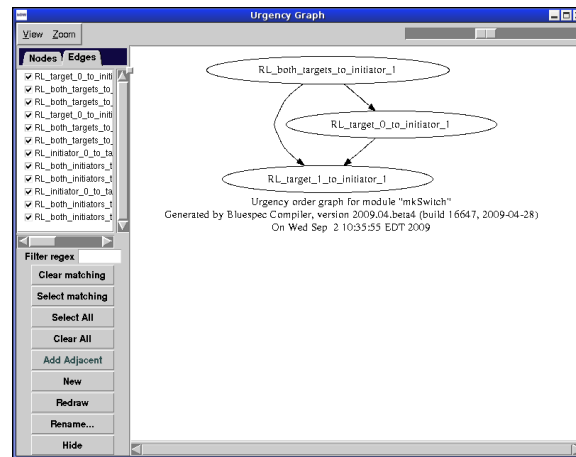 Urgency Graph
View Zoom
Nodes Edges
RL_target_0_to_initi
RL_both_targets_to_
RL_both_targets_to_
RL_target_0_to_initi
RL_both_targets_to_
RL_both_targets_to_
RL_initiator_0_to_ta
RL_both_initiators_t
RL_both_initiators_t
RL_initiator_0_to_ta
RL_both_initiators_t
RL_both_initiators_t
Filter regex
Clear matching
Select matching
Select All
Clear All
Add Adjacent
New
Redraw
Rename...
Hide
RL_both_targets_to_initiator_1
RL_target_0_to_initiator_1
RL_target_1_to_initiator_1
Urgency order graph for module "mkSwitch"
Generated by Bluespec Compiler, version 2009.04.beta4 (build 16647, 2009-04-28)
On Wed Sep 2 10:35:55 EDT 2009